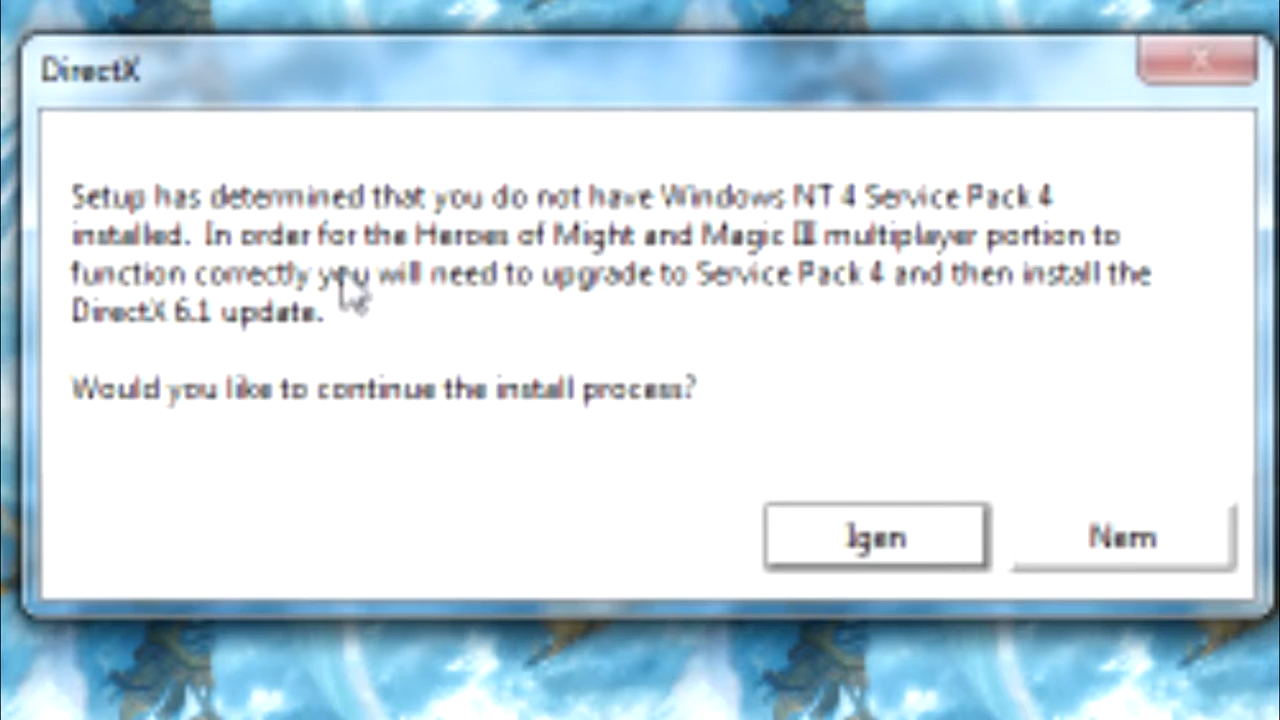 DirectX
Setup has determined that you do not have Windows NT 4 Service Pack 4
installed. In order for the Heroes of Might and Magic III multiplayer portion to
function correctly you will need to upgrade to Service Pack 4 and then install the
DirectX 6.1 update.
Would you like to continue the install process?
Igen
Nem